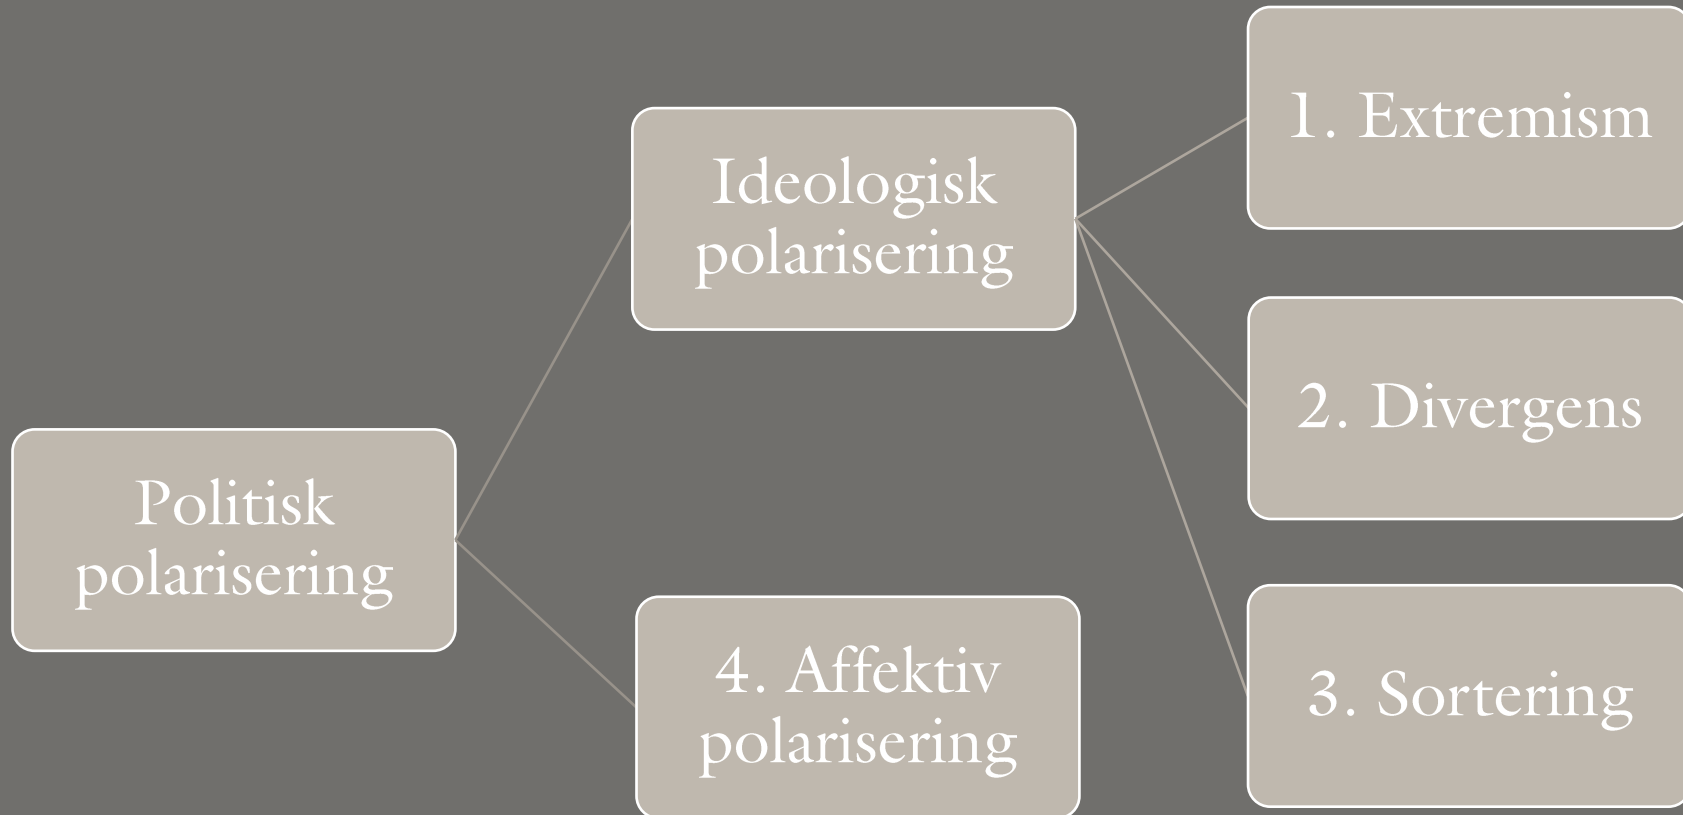 Politisk
polarisering
Ideologisk
polarisering
1. Extremism
2. Divergens
3. Sortering
4. Affektiv
polarisering